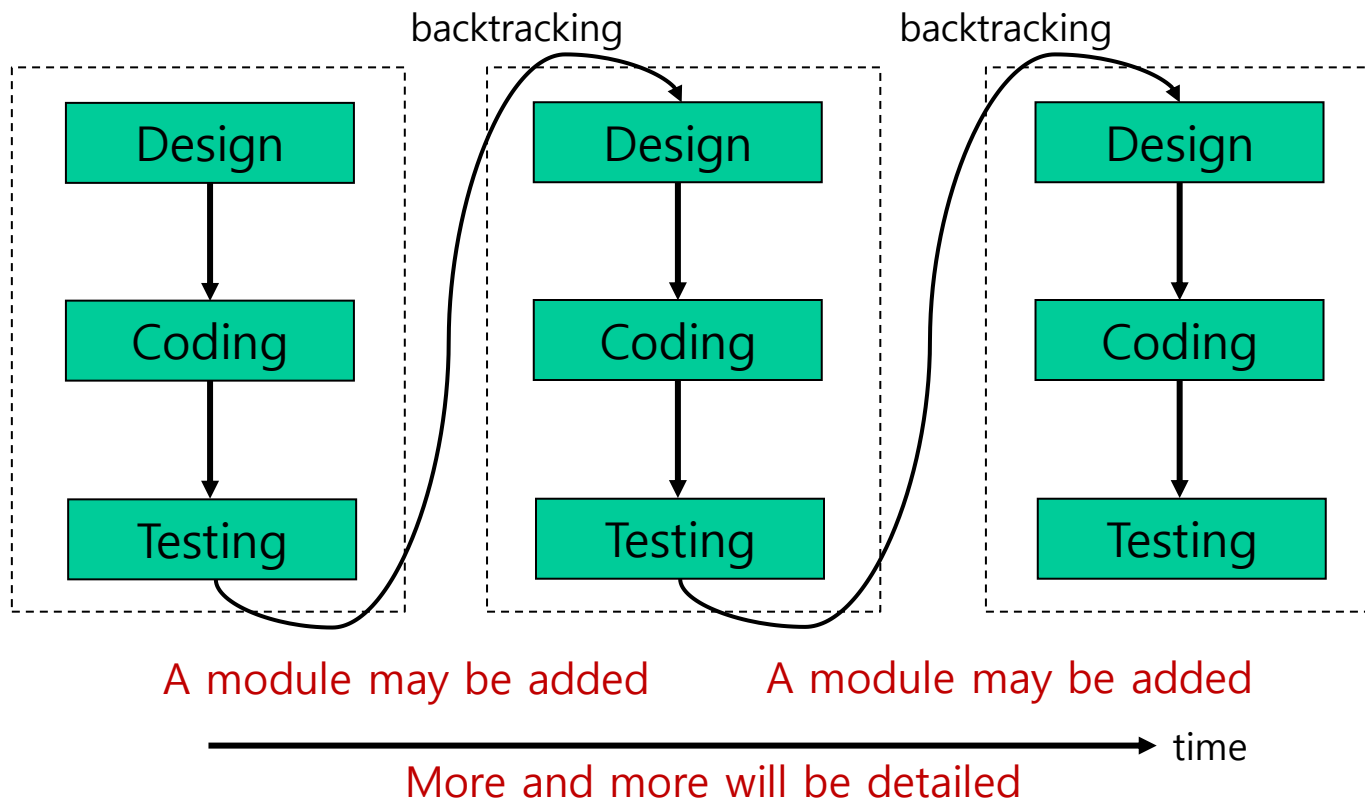 backtracking
backtracking
Design
Design
Design
Coding
Coding
Coding
Testing
Testing
Testing
A module may be added
A module may be added
time
More and more will be detailed